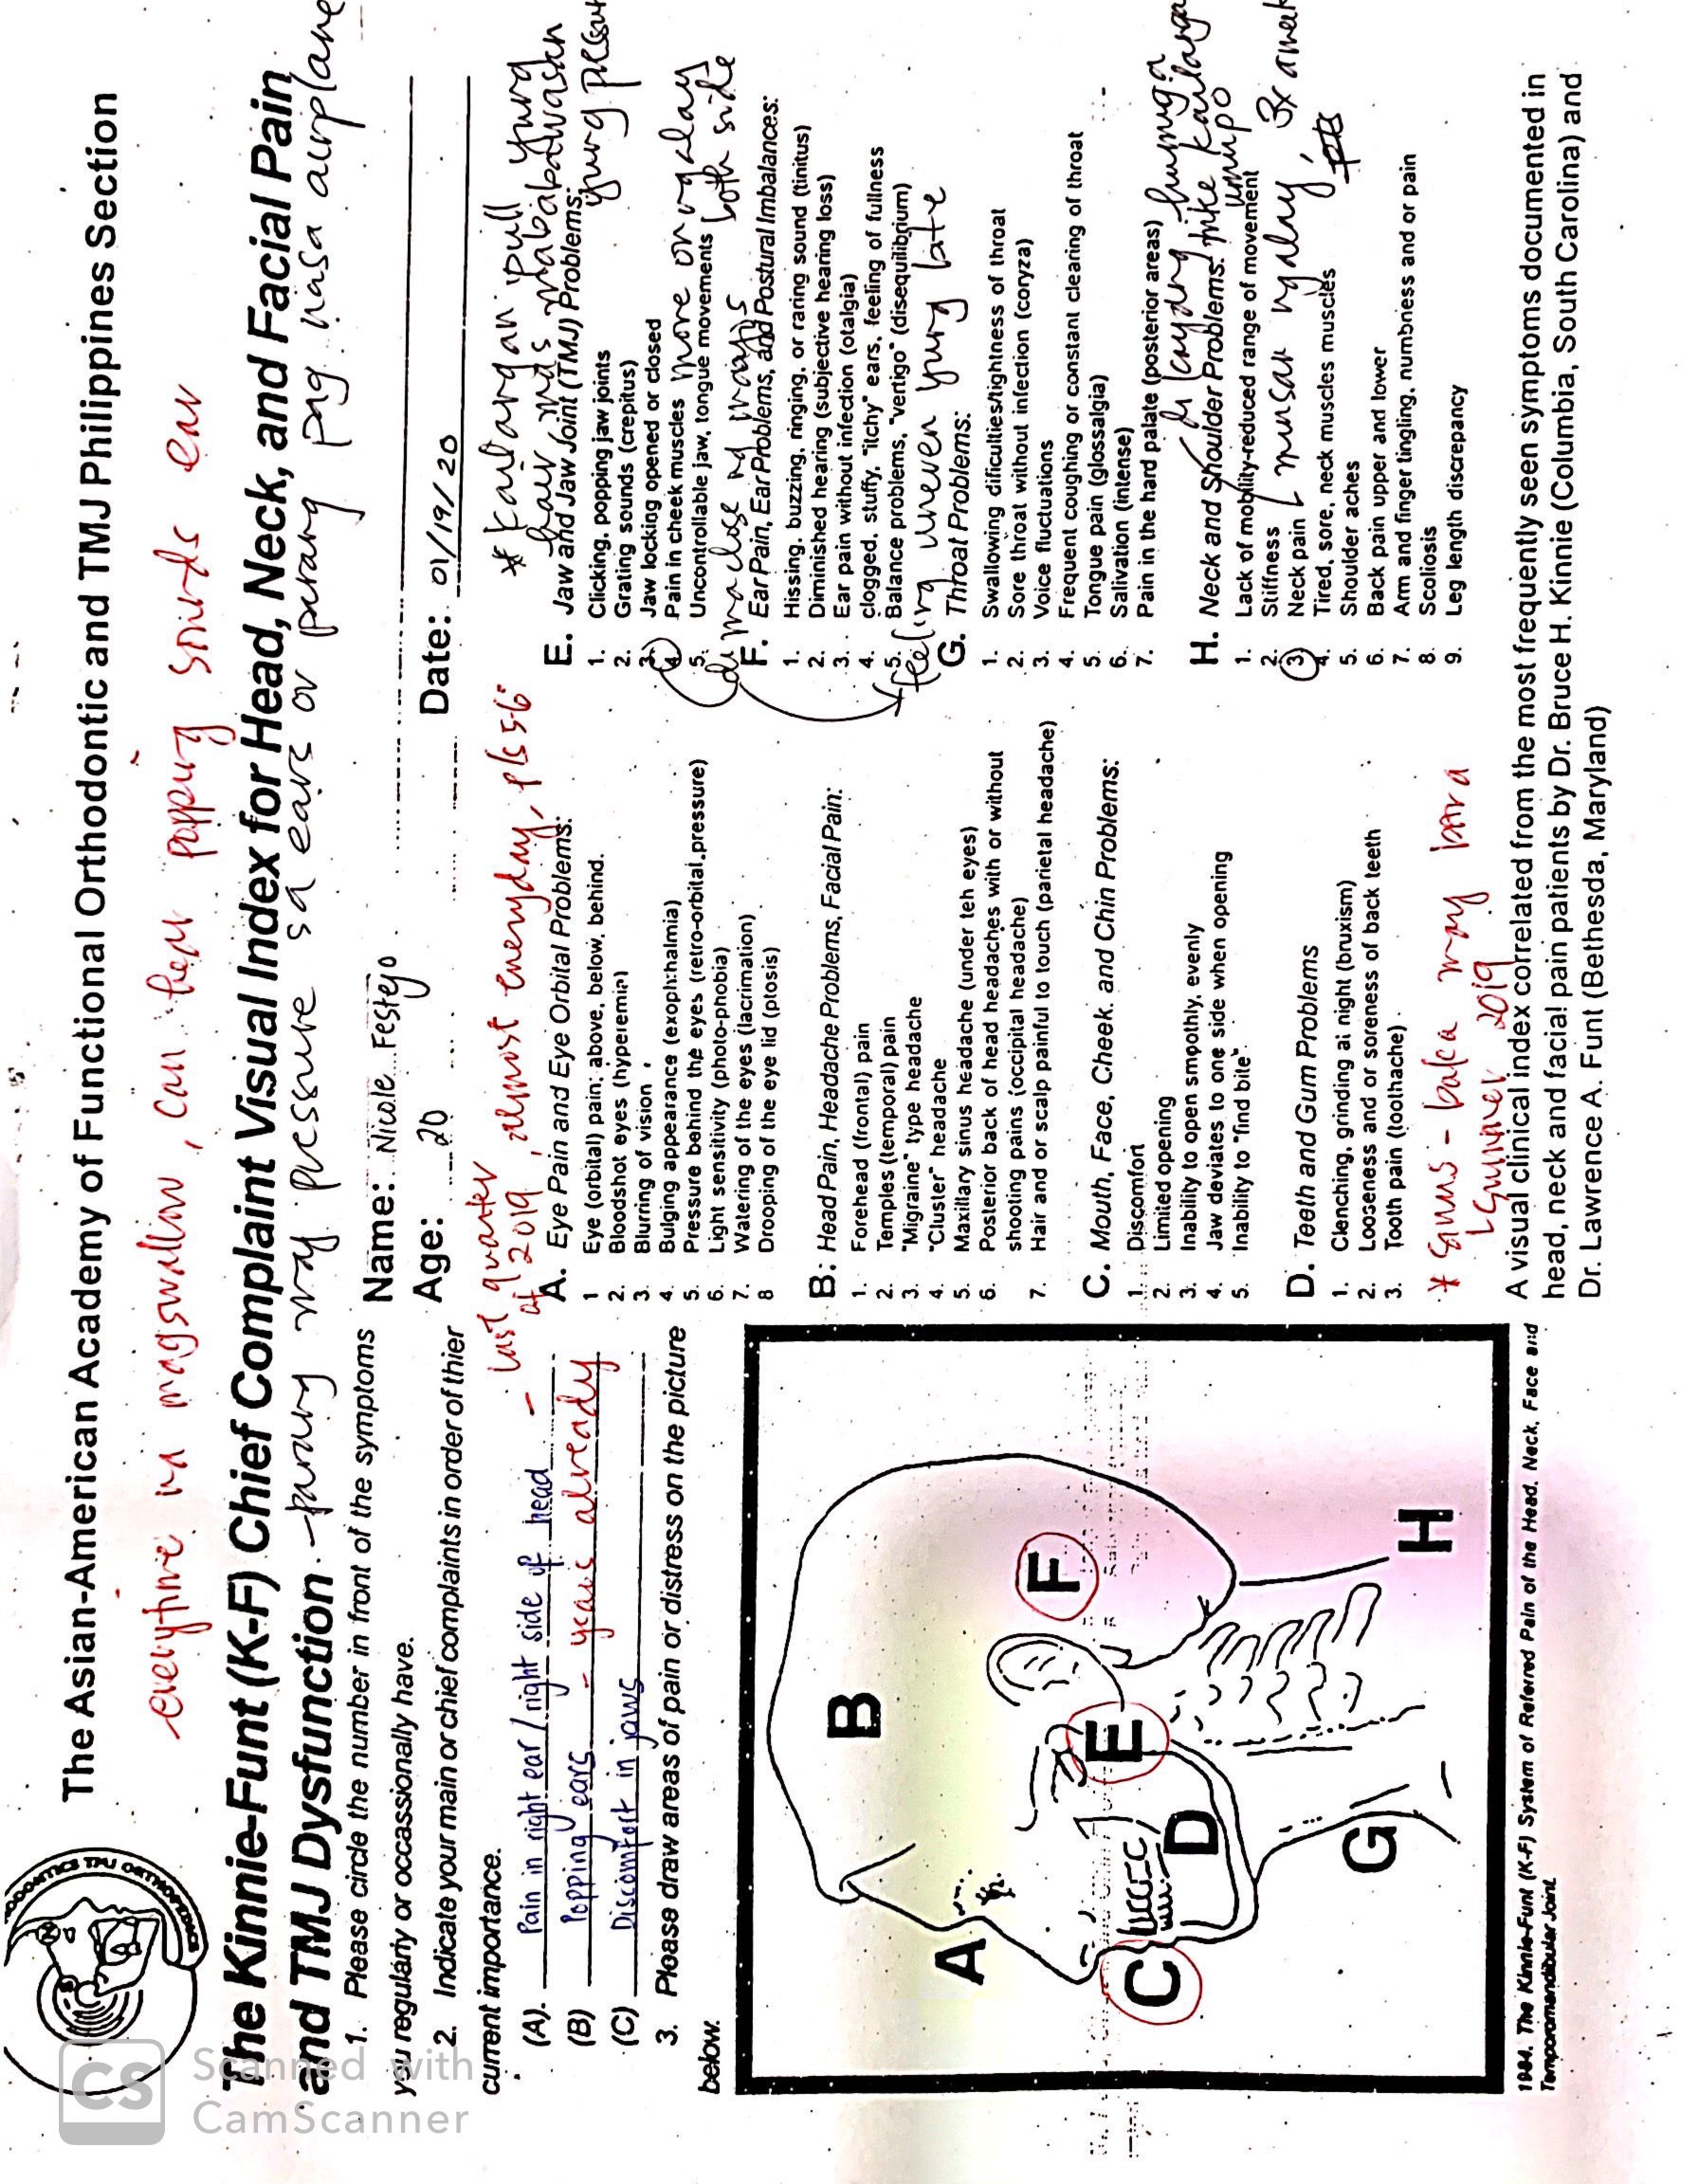 The Asian-American Academy of Functional Orthodontic and TMJ Philippines Section
everytime na magswallow, can hear popping sounds ear
The Kinnie-Funt (K-F) Chief Complaint Visual Index for Head, Neck, and Facial Pain
and TMJ Dysfunction - parang may pressure sa ears or parang pag nasa airplane
1. Please circle the number in front of the symptoms
you regularly or occassionally have.
2. Indicate your main or chief complaints in order of thier
current importance.
(A). Pain in right ear / right side of head - last quarter of 2019, almost everyday, p/s 5-6
(B) Popping ears - years already
(C) Discomfort in jaws
3. Please draw areas of pain or distress on the picture
below.
Name: Nicole Festejo
Age: 20
Date: 01/19/20
A
B
C
D
E
F
G
H
1984, The Kinnie-Funt (K-F) System of Referred Pain of the Head, Neck, Face and
Temporomandibular Joint.
A. Eye Pain and Eye Orbital Problems:
1 Eye (orbital) pain: above, below, behind.
2. Bloodshot eyes (hyperemin)
3. Blurring of vision
4. Bulging appearance (exophthalmia)
5. Pressure behind the eyes (retro-orbital pressure)
6. Light sensitivity (photo-phobia)
7. Watering of the eyes (lacrimation)
8 Drooping of the eye lid (ptosis)
B: Head Pain, Headache Problems, Facial Pain:
1. Forehead (frontal) pain
2. Temples (temporal) pain
3. "Migraine" type headache
4. "Cluster" headache
5. Maxillary sinus headache (under teh eyes)
6. Posterior back of head headaches with or without
shooting pains (occipital headache)
7. Hair and or scalp painful to touch (parietal headache)
C. Mouth, Face, Cheek. and Chin Problems:
1. Discomfort
2. Limited opening
3. Inability to open smpothly, evenly
4. Jaw deviates to one side when opening
5. Inability to "find bite"
D. Teeth and Gum Problems
1. Clenching, grinding ai night (bruxism)
2. Looseness and or soreness of back teeth
3. Tooth pain (toothache)
* Gums - baka may bara
summer 2019
* Kailangan ipull yung
hair mas mababawasan
yung pressure
E. Jaw and Jaw Joint (TMJ) Problems:
1. Clicking, popping jaw joints
2. Grating sounds (crepitus)
3. Jaw locking opened or closed
4. Pain in cheek muscles more on ngalay both side
5. Uncontrollable jaw, tongue movements
di maclose ng maayos
F. Ear Pain, Ear Problems, and Postural Imbalances:
1. Hissing, buzzing, ringing, or raring sound (tinitus)
2. Diminished hearing (subjective hearing loss)
3. Ear pain without infection (otalgia)
4. clogged, stuffy, "itchy" ears, feeling of fullness
5. Balance problems, "vertigo" (disequilibrium)
feeling uneven yung bite
G. Throat Problems:
1. Swallowing dificulties/tightness of throat
2. Sore throat without infection (coryza)
3. Voice fluctuations
4. Frequent coughing or constant clearing of throat
5. Tongue pain (glossalgia)
6. Salivation (intense)
7. Pain in the hard palate (posterior areas)
H. Neck and Shoulder Problems: di kayang humiga
kailangan
1. Lack of mobility-reduced range of movement
2. Stiffness
3. Neck pain
minsan ngalay, 3x a week
4. Tired, sore, neck muscles muscles
5. Shoulder aches
6. Back pain upper and lower
7. Arm and finger tingling, numbness and or pain
8. Scoliosis
9. Leg length discrepancy
A visual clinical index correlated from the most frequently seen symptoms documented in
head, neck and facial pain patients by Dr. Bruce H. Kinnie (Columbia, South Carolina) and
Dr. Lawrence A. Funt (Bethesda, Maryland)
CS Scanned with
CamScanner